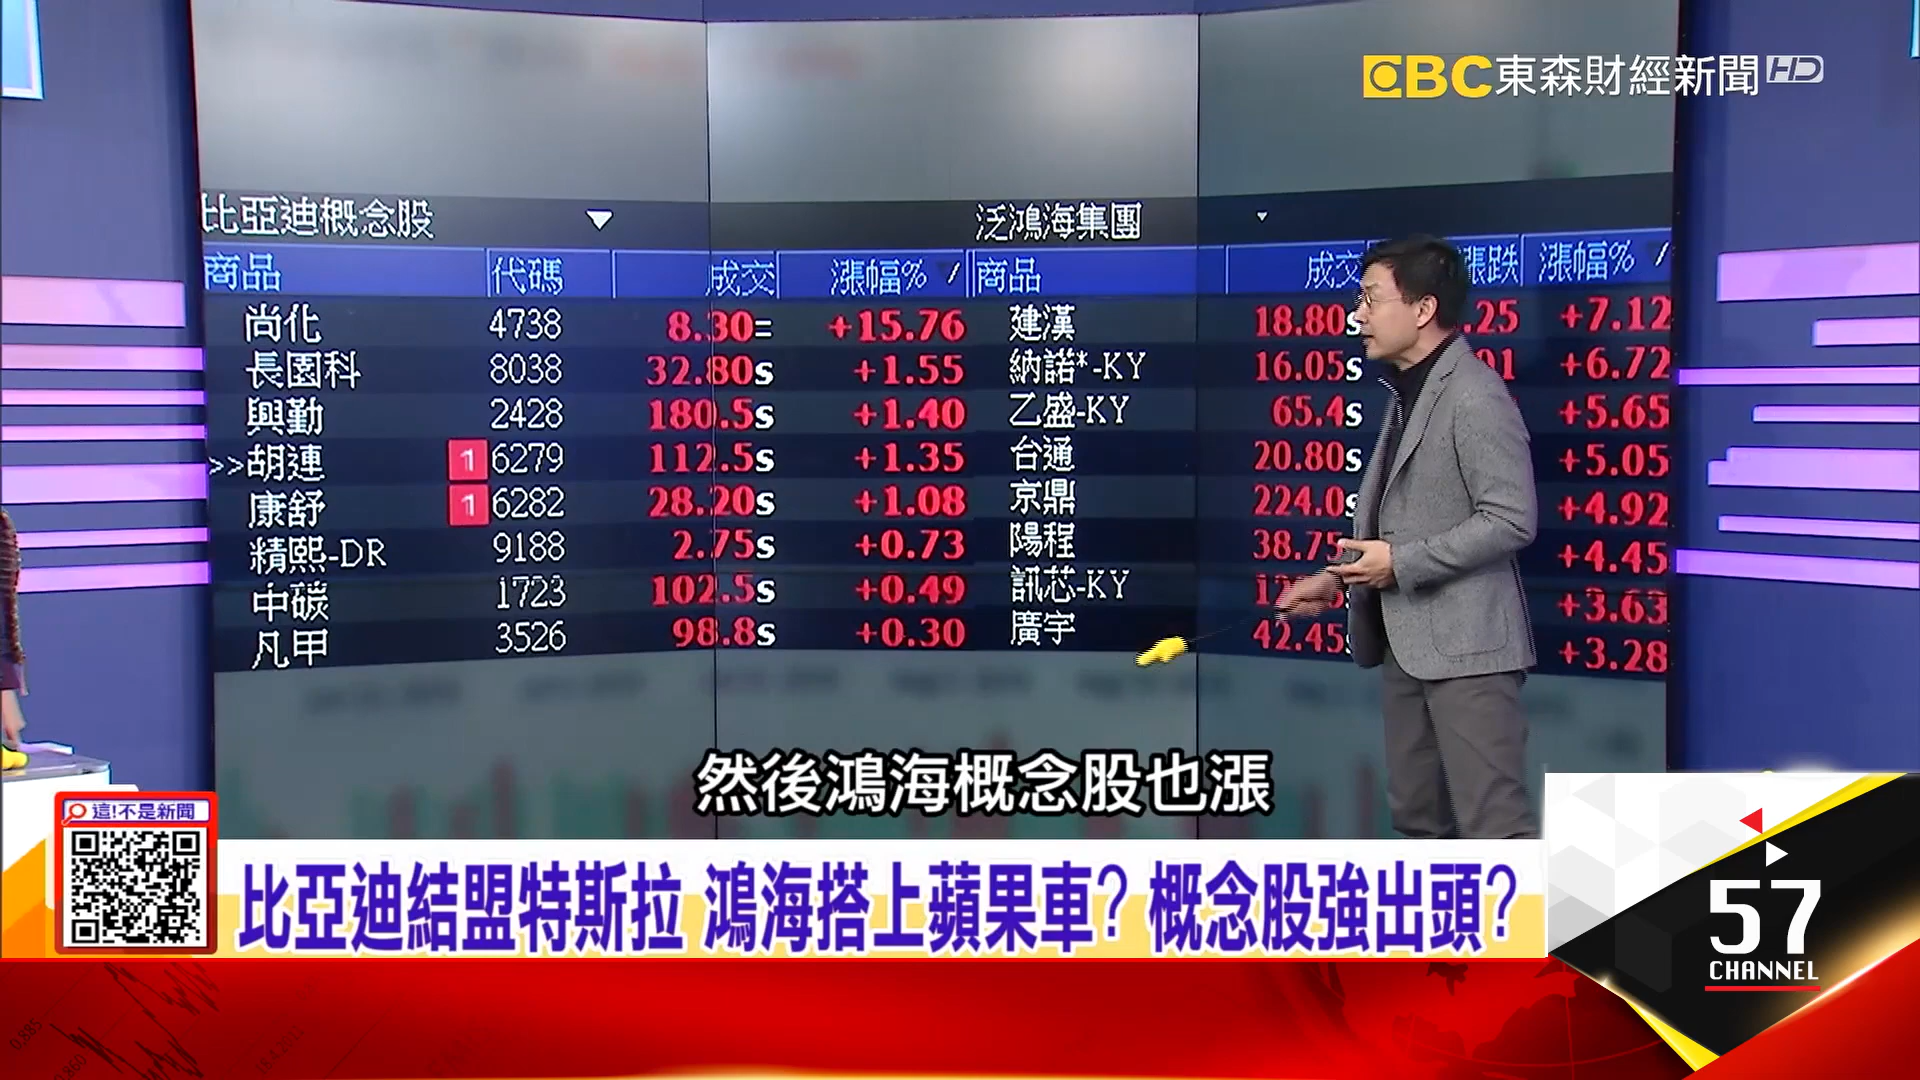 EBC東森財經新聞HD
比亞迪概念股
商品 代碼 成交 漲幅%
尚化 4738 8.30= +15.76
長園科 8038 32.80s +1.55
興勤 2428 180.5s +1.40
>>胡連 1 6279 112.5s +1.35
康舒 1 6282 28.20s +1.08
精熙-DR 9188 2.75s +0.73
中碳 1723 102.5s +0.49
凡甲 3526 98.8s +0.30
泛鴻海集團
商品 成交 漲跌 漲幅%
建漢 18.80s .25 +7.12
納諾*-KY 16.05s 01 +6.72
乙盛-KY 65.4s +5.65
台通 20.80s +5.05
京鼎 224.0s +4.92
陽程 38.75 +4.45
訊芯-KY +3.63
廣宇 42.45s +3.28
然後鴻海概念股也漲
這!不是新聞
比亞迪結盟特斯拉 鴻海搭上蘋果車? 概念股強出頭?
57
CHANNEL